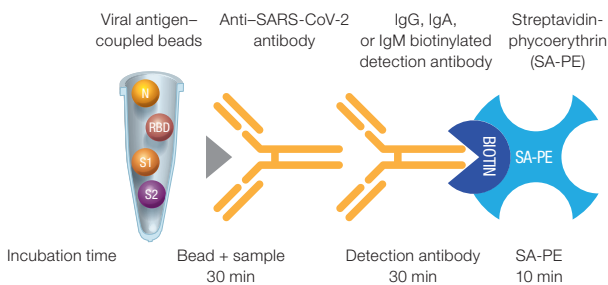 Viral antigen–
coupled beads
Anti–SARS-CoV-2
antibody
IgG, IgA,
or IgM biotinylated
detection antibody
Streptavidin-
phycoerythrin
(SA-PE)
N
RBD
S1
S2
BIOTIN
SA-PE
Incubation time
Bead + sample
30 min
Detection antibody
30 min
SA-PE
10 min